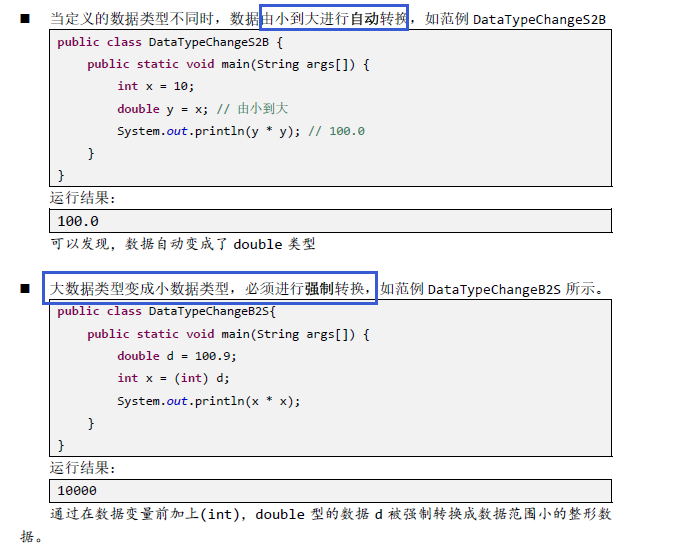 ■ 当定义的数据类型不同时，数据由小到大进行自动转换，如范例 DataTypeChangeS2B
public class DataTypeChangeS2B {
public static void main(String args[]) {
int x = 10;
double y = x; // 由小到大
System.out.println(y * y); // 100.0
}
}
运行结果：
100.0
可以发现，数据自动变成了 double 类型
■ 大数据类型变成小数据类型，必须进行强制转换，如范例 DataTypeChangeB2S 所示。
public class DataTypeChangeB2S{
public static void main(String args[]) {
double d = 100.9;
int x = (int) d;
System.out.println(x * x);
}
}
运行结果：
10000
通过在数据变量前加上(int)，double 型的数据 d 被强制转换成数据范围小的整形数
据。